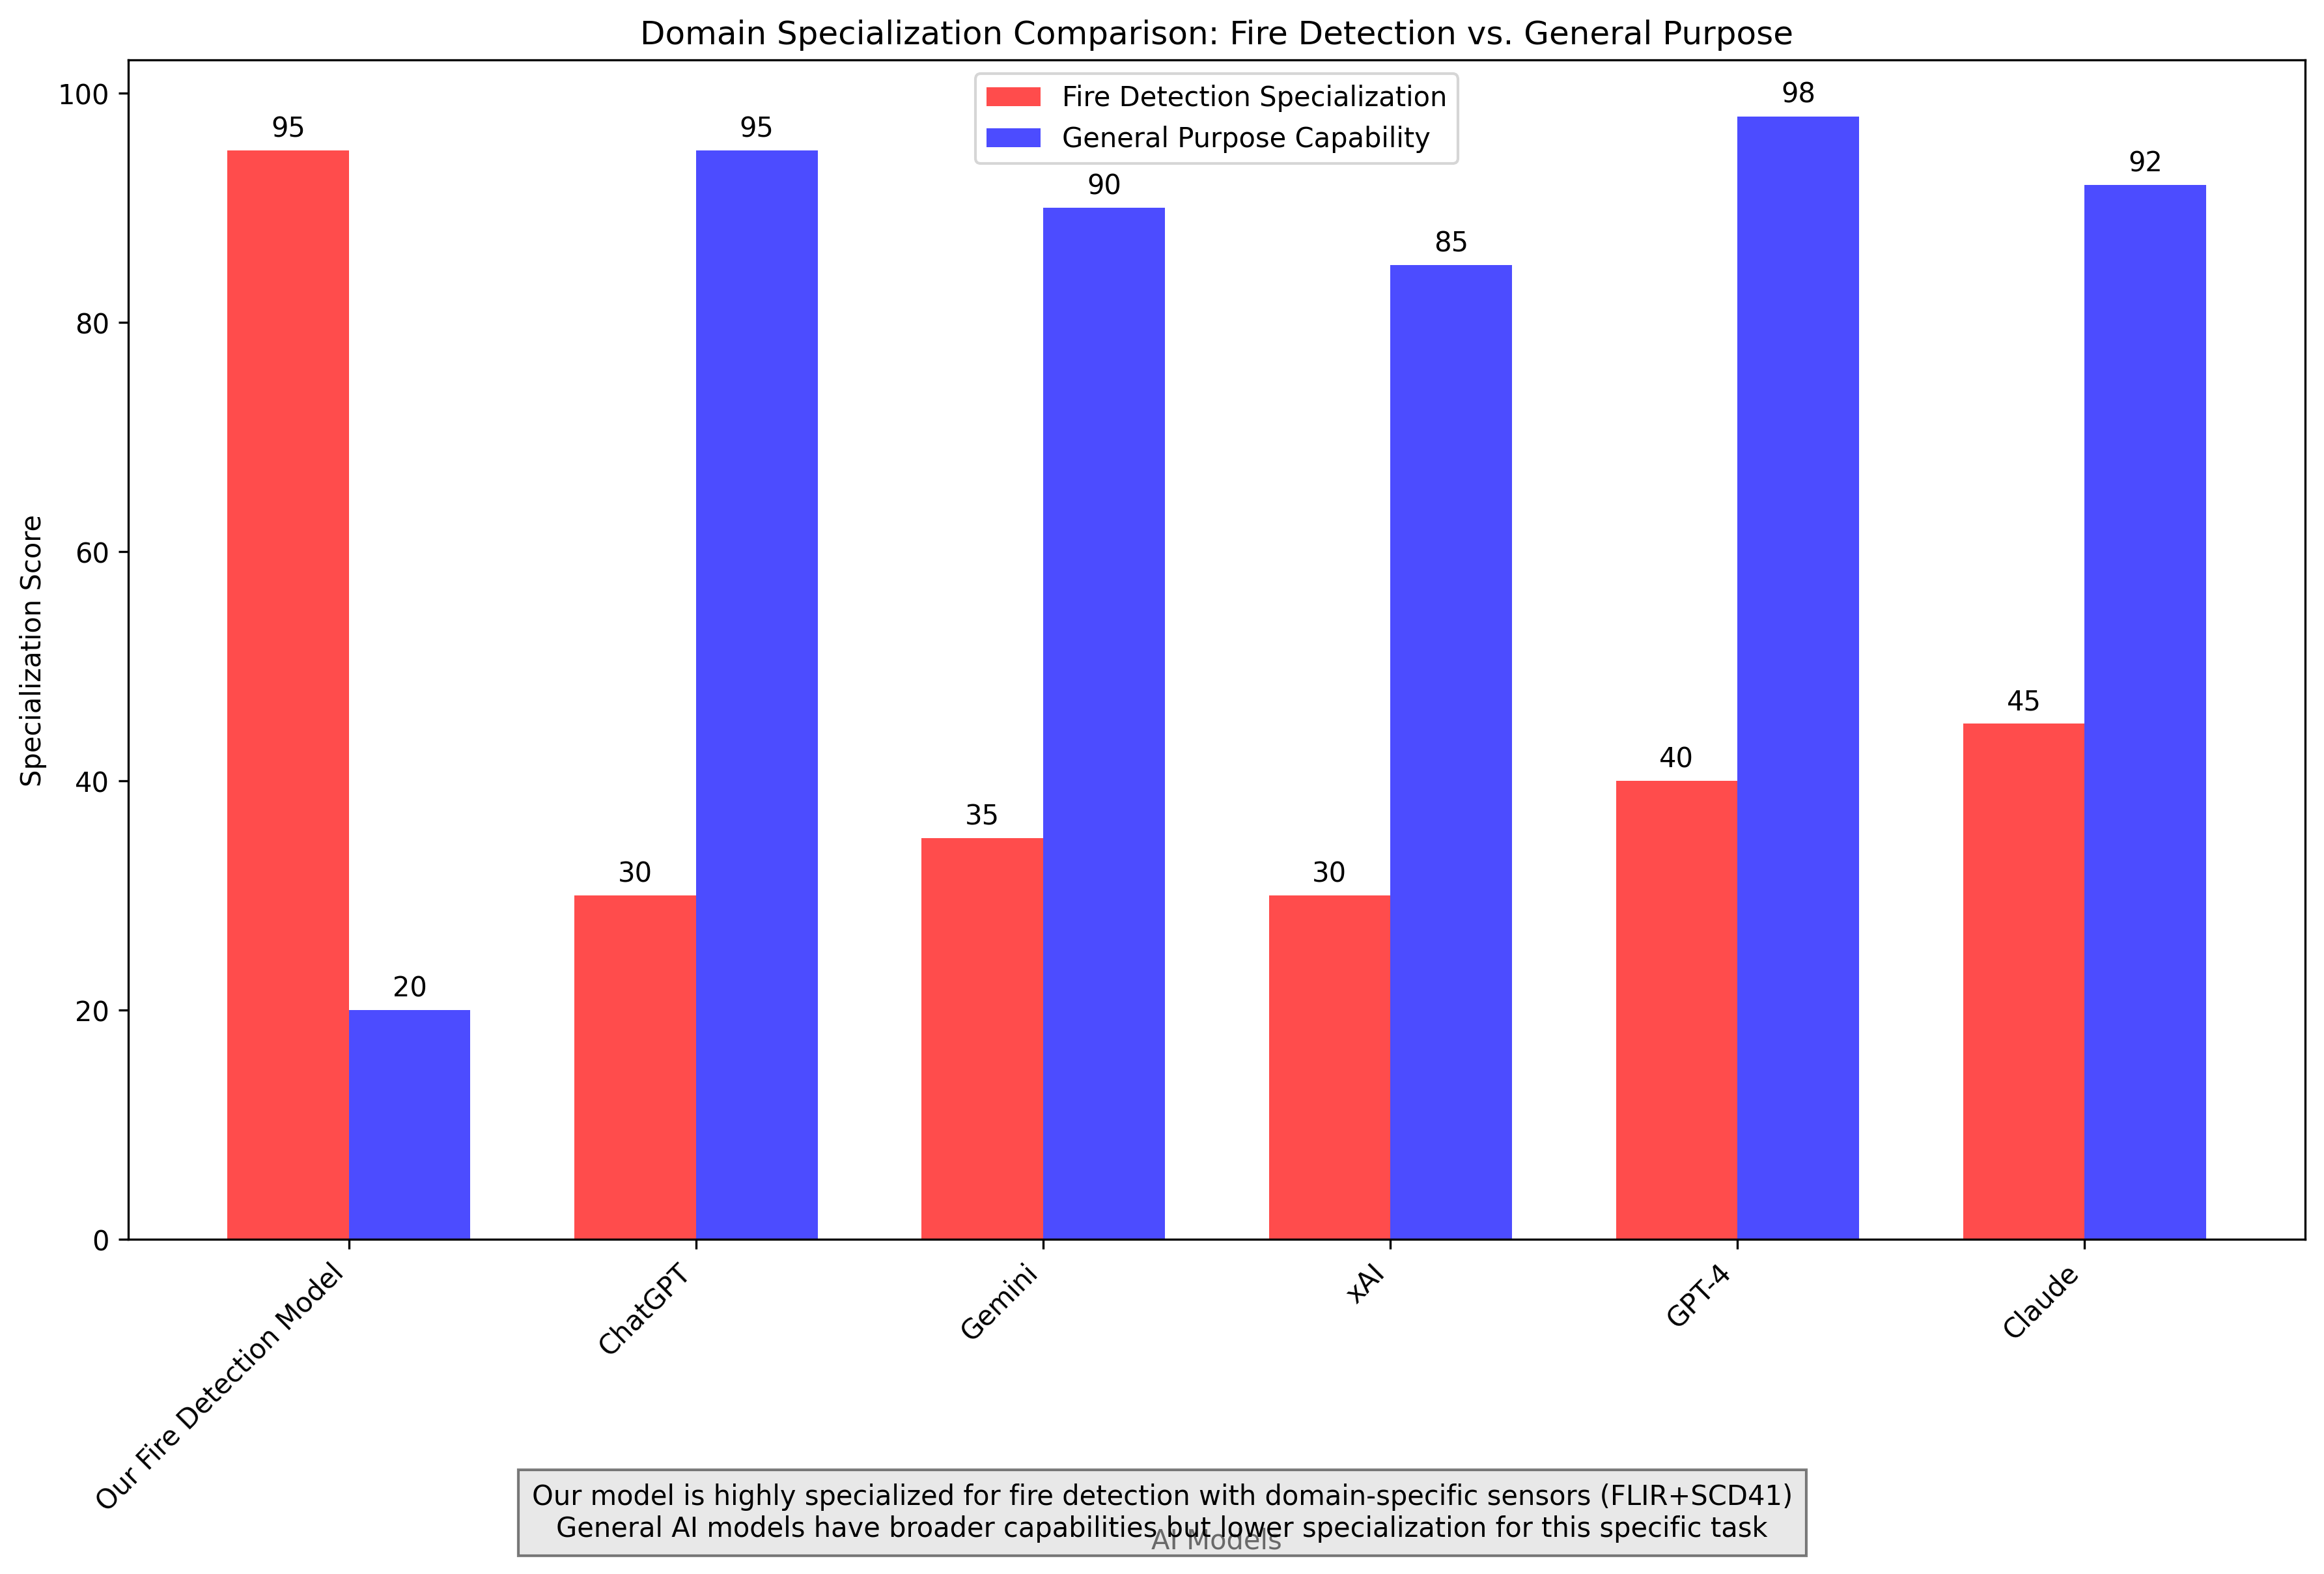 Domain Specialization Comparison: Fire Detection vs. General Purpose
Fire Detection Specialization
General Purpose Capability
Specialization Score
100
80
60
40
20
0
95
20
30
95
35
90
30
85
40
98
45
92
Our Fire Detection Model
ChatGPT
Gemini
xAI
GPT-4
Claude
Our model is highly specialized for fire detection with domain-specific sensors (FLIR+SCD41)
General AI models have broader capabilities but lower specialization for this specific task
AI Models